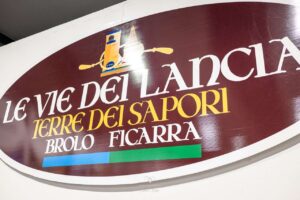 LE VIE DEI LANCIA
TERRE DEI SAPORI
BROLO FICARRA